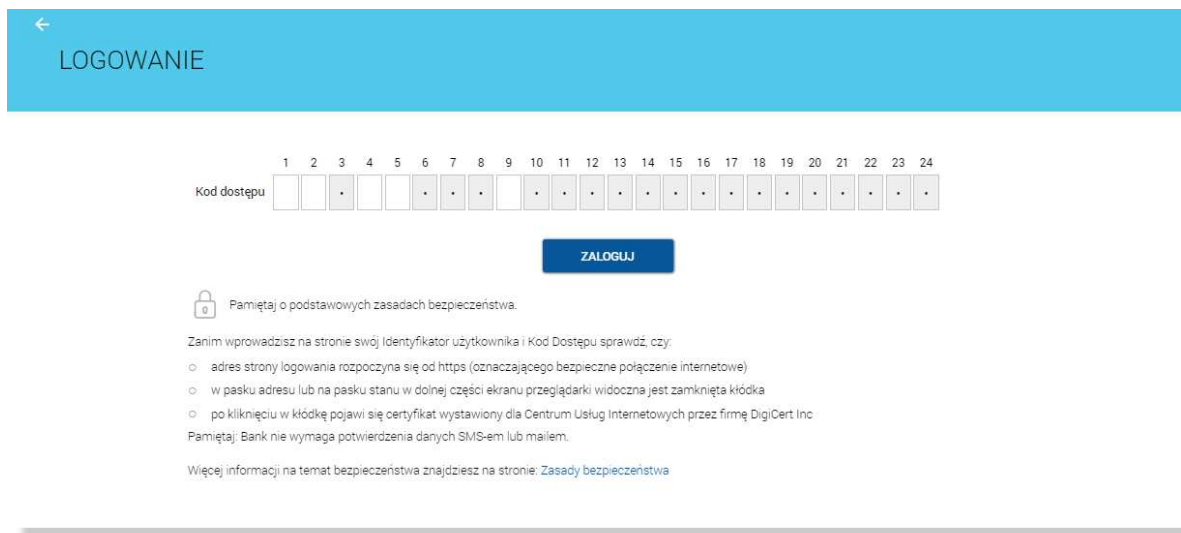 LOGOWANIE
1 2 3 4 5 6 7 8 9 10 11 12 13 14 15 16 17 18 19 20 21 22 23 24
Kod dostępu
ZALOGUJ
Pamiętaj o podstawowych zasadach bezpieczeństwa.
Zanim wprowadzisz na stronie swój Identyfikator użytkownika i Kod Dostępu sprawdź, czy:
adres strony logowania rozpoczyna się od https (oznaczającego bezpieczne połączenie internetowe)
w pasku adresu lub na pasku stanu w dolnej części ekranu przeglądarki widoczna jest zamknięta kłódka
po kliknięciu w kłódkę pojawi się certyfikat wystawiony dla Centrum Usług Internetowych przez firmę DigiCert Inc
Pamiętaj: Bank nie wymaga potwierdzenia danych SMS-em lub mailem.
Więcej informacji na temat bezpieczeństwa znajdziesz na stronie: Zasady bezpieczeństwa